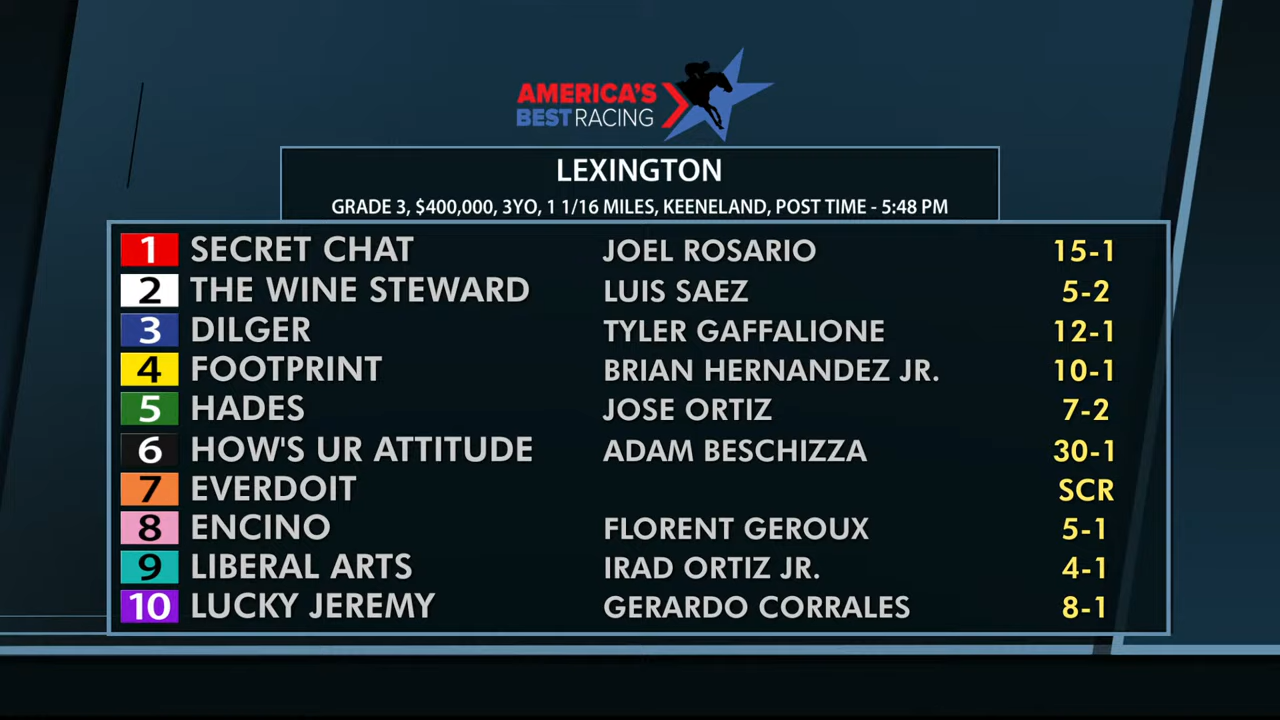 AMERICA'S
BEST RACING
LEXINGTON
GRADE 3, $400,000, 3YO, 1 1/16 MILES, KEENELAND, POST TIME - 5:48 PM
1 SECRET CHAT JOEL ROSARIO 15-1
2 THE WINE STEWARD LUIS SAEZ 5-2
3 DILGER TYLER GAFFALIONE 12-1
4 FOOTPRINT BRIAN HERNANDEZ JR. 10-1
5 HADES JOSE ORTIZ 7-2
6 HOW'S UR ATTITUDE ADAM BESCHIZZA 30-1
7 EVERDOIT SCR
8 ENCINO FLORENT GEROUX 5-1
9 LIBERAL ARTS IRAD ORTIZ JR. 4-1
10 LUCKY JEREMY GERARDO CORRALES 8-1